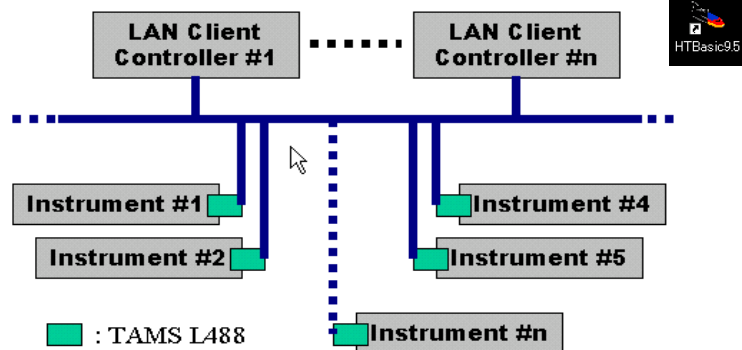 LAN Client
Controller #1
LAN Client
Controller #n
HTBasic9.5
Instrument #1
Instrument #4
Instrument #2
Instrument #5
: TAMS L488
Instrument #n